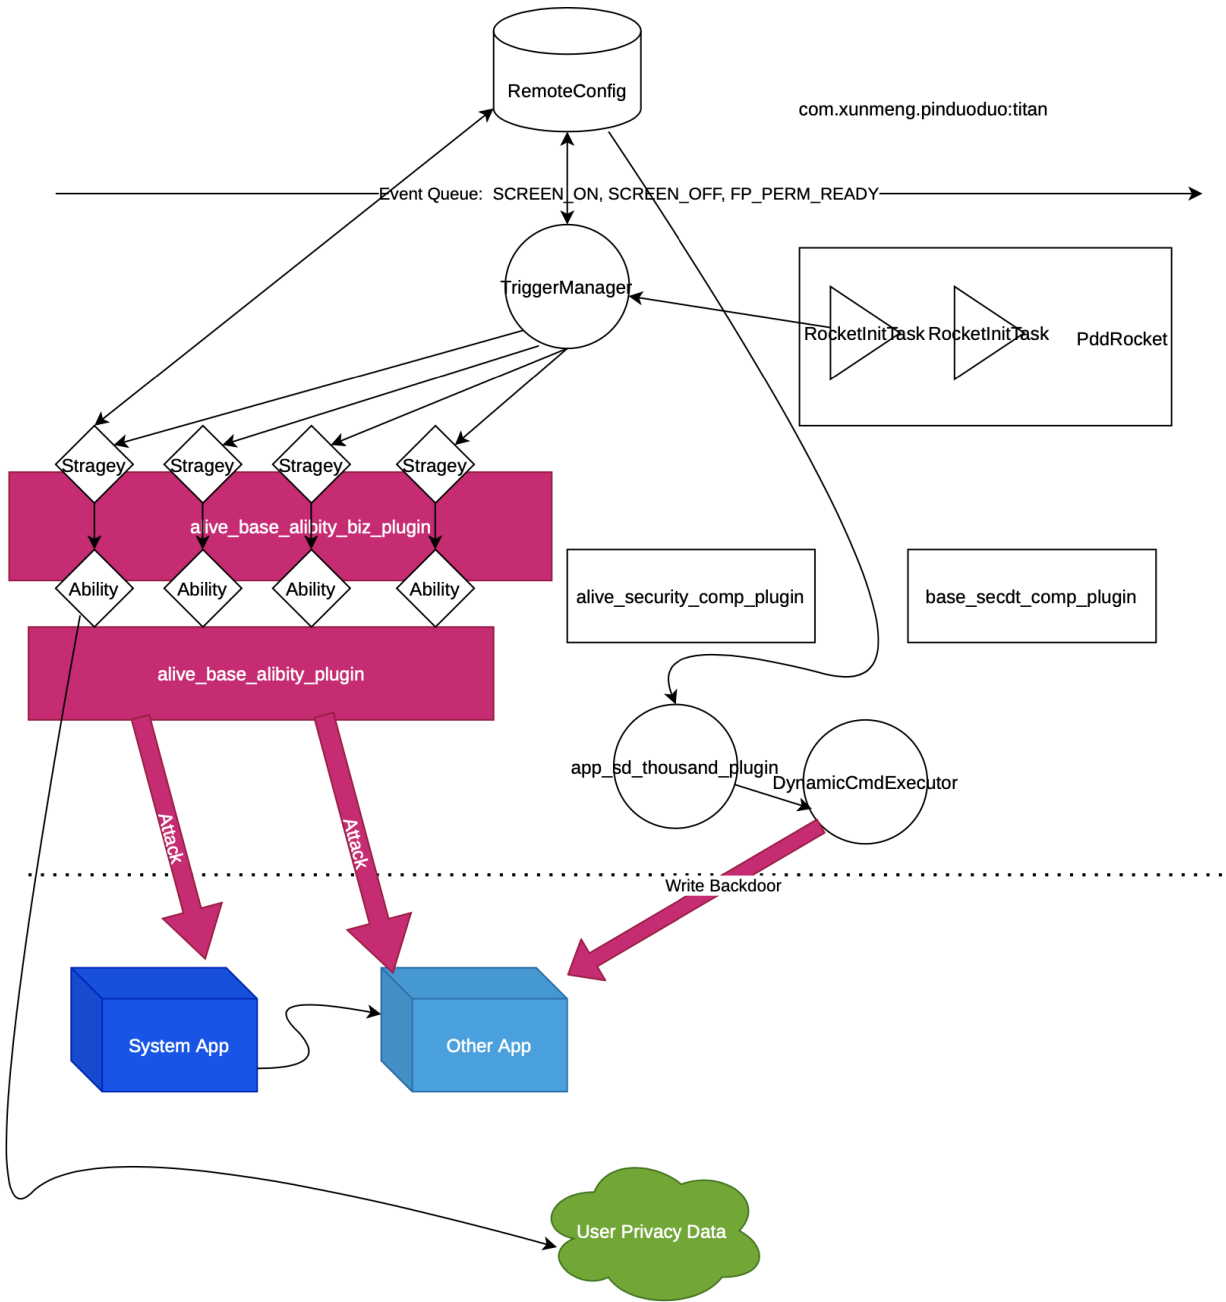 RemoteConfig
com.xunmeng.pinduoduo:titan
Event Queue:  SCREEN_ON, SCREEN_OFF, FP_PERM_READY
TriggerManager
RocketInitTask
RocketInitTask
PddRocket
Stragey
Stragey
Stragey
Stragey
alive_base_alibity_biz_plugin
Ability
Ability
Ability
Ability
alive_security_comp_plugin
base_secdt_comp_plugin
alive_base_alibity_plugin
app_sd_thousand_plugin
DynamicCmdExecutor
Attack
Attack
Write Backdoor
System App
Other App
User Privacy Data